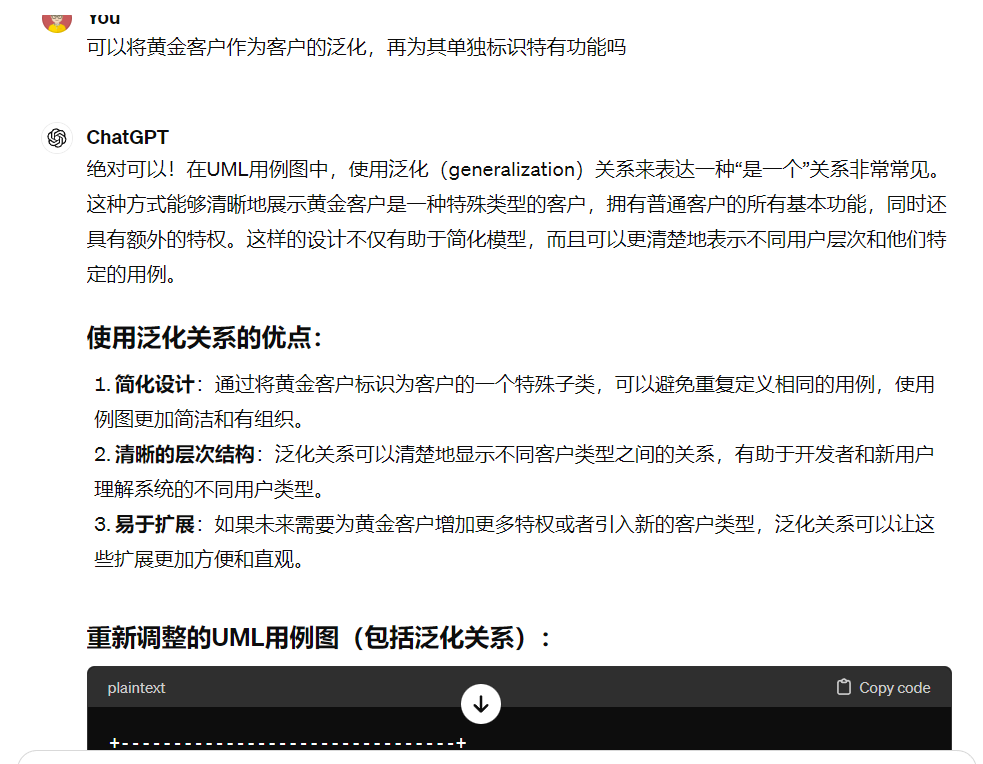 You
可以将黄金客户作为客户的泛化，再为其单独标识特有功能吗
ChatGPT
绝对可以！在UML用例图中，使用泛化（generalization）关系来表达一种“是一个”关系非常常见。
这种方式能够清晰地展示黄金客户是一种特殊类型的客户，拥有普通客户的所有基本功能，同时还
具有额外的特权。这样的设计不仅有助于简化模型，而且可以更清楚地表示不同用户层次和他们特
定的用例。
使用泛化关系的优点：
1. 简化设计：通过将黄金客户标识为客户的一个特殊子类，可以避免重复定义相同的用例，使用
例图更加简洁和有组织。
2. 清晰的层次结构：泛化关系可以清楚地显示不同客户类型之间的关系，有助于开发者和新用户
理解系统的不同用户类型。
3. 易于扩展：如果未来需要为黄金客户增加更多特权或者引入新的客户类型，泛化关系可以让这
些扩展更加方便和直观。
重新调整的UML用例图（包括泛化关系）：
plaintext
Copy code
+--------------------------------+